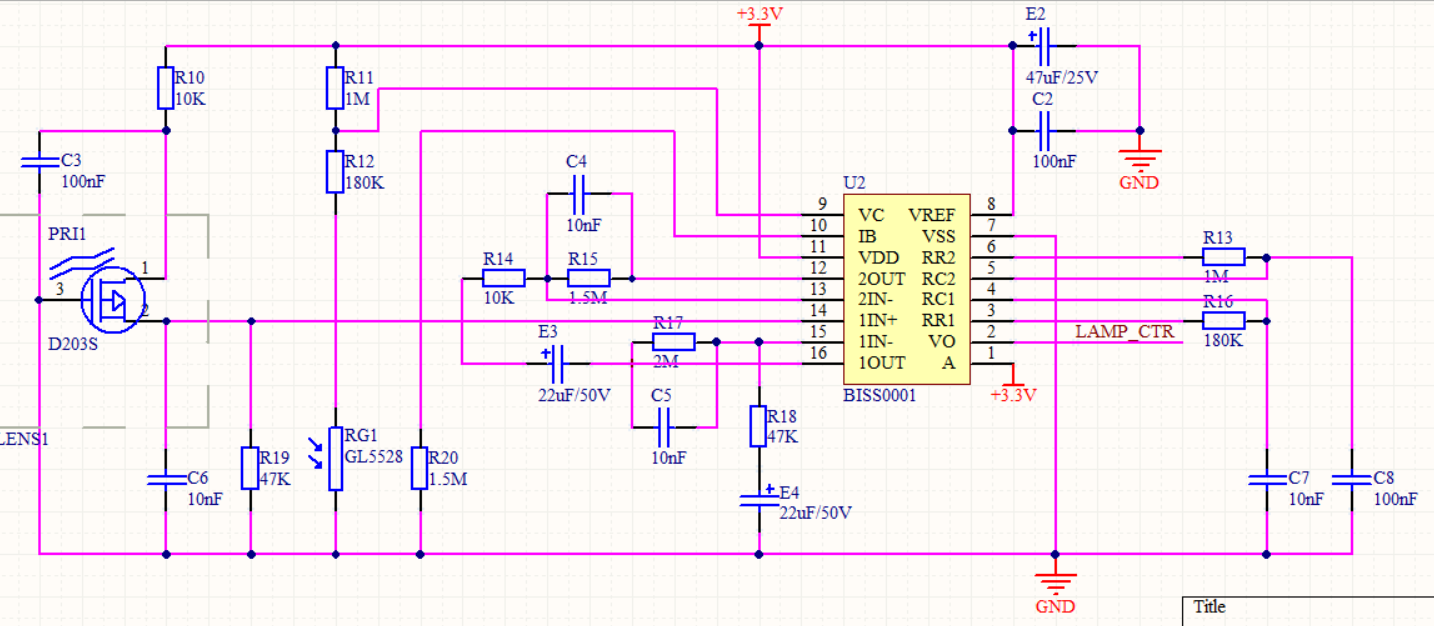 +3.3V
E2
47uF/25V
C2
100nF
GND
R10
10K
R11
1M
C3
100nF
R12
180K
C4
10nF
U2
9 VC VREF 8
10 IB VSS 7
11 VDD RR2 6
12 2OUT RC2 5
13 2IN- RC1 4
14 1IN+ RR1 3
15 1IN- VO 2
16 1OUT A 1
BISS0001
R13
1M
R16
180K
LAMP_CTR
+3.3V
PRI1
1
3
2
D203S
R14
10K
R15
1.5M
R17
2M
E3
22uF/50V
C5
10nF
R18
47K
E4
22uF/50V
LENS1
C6
10nF
R19
47K
RG1
GL5528
R20
1.5M
C7
10nF
C8
100nF
GND
Title